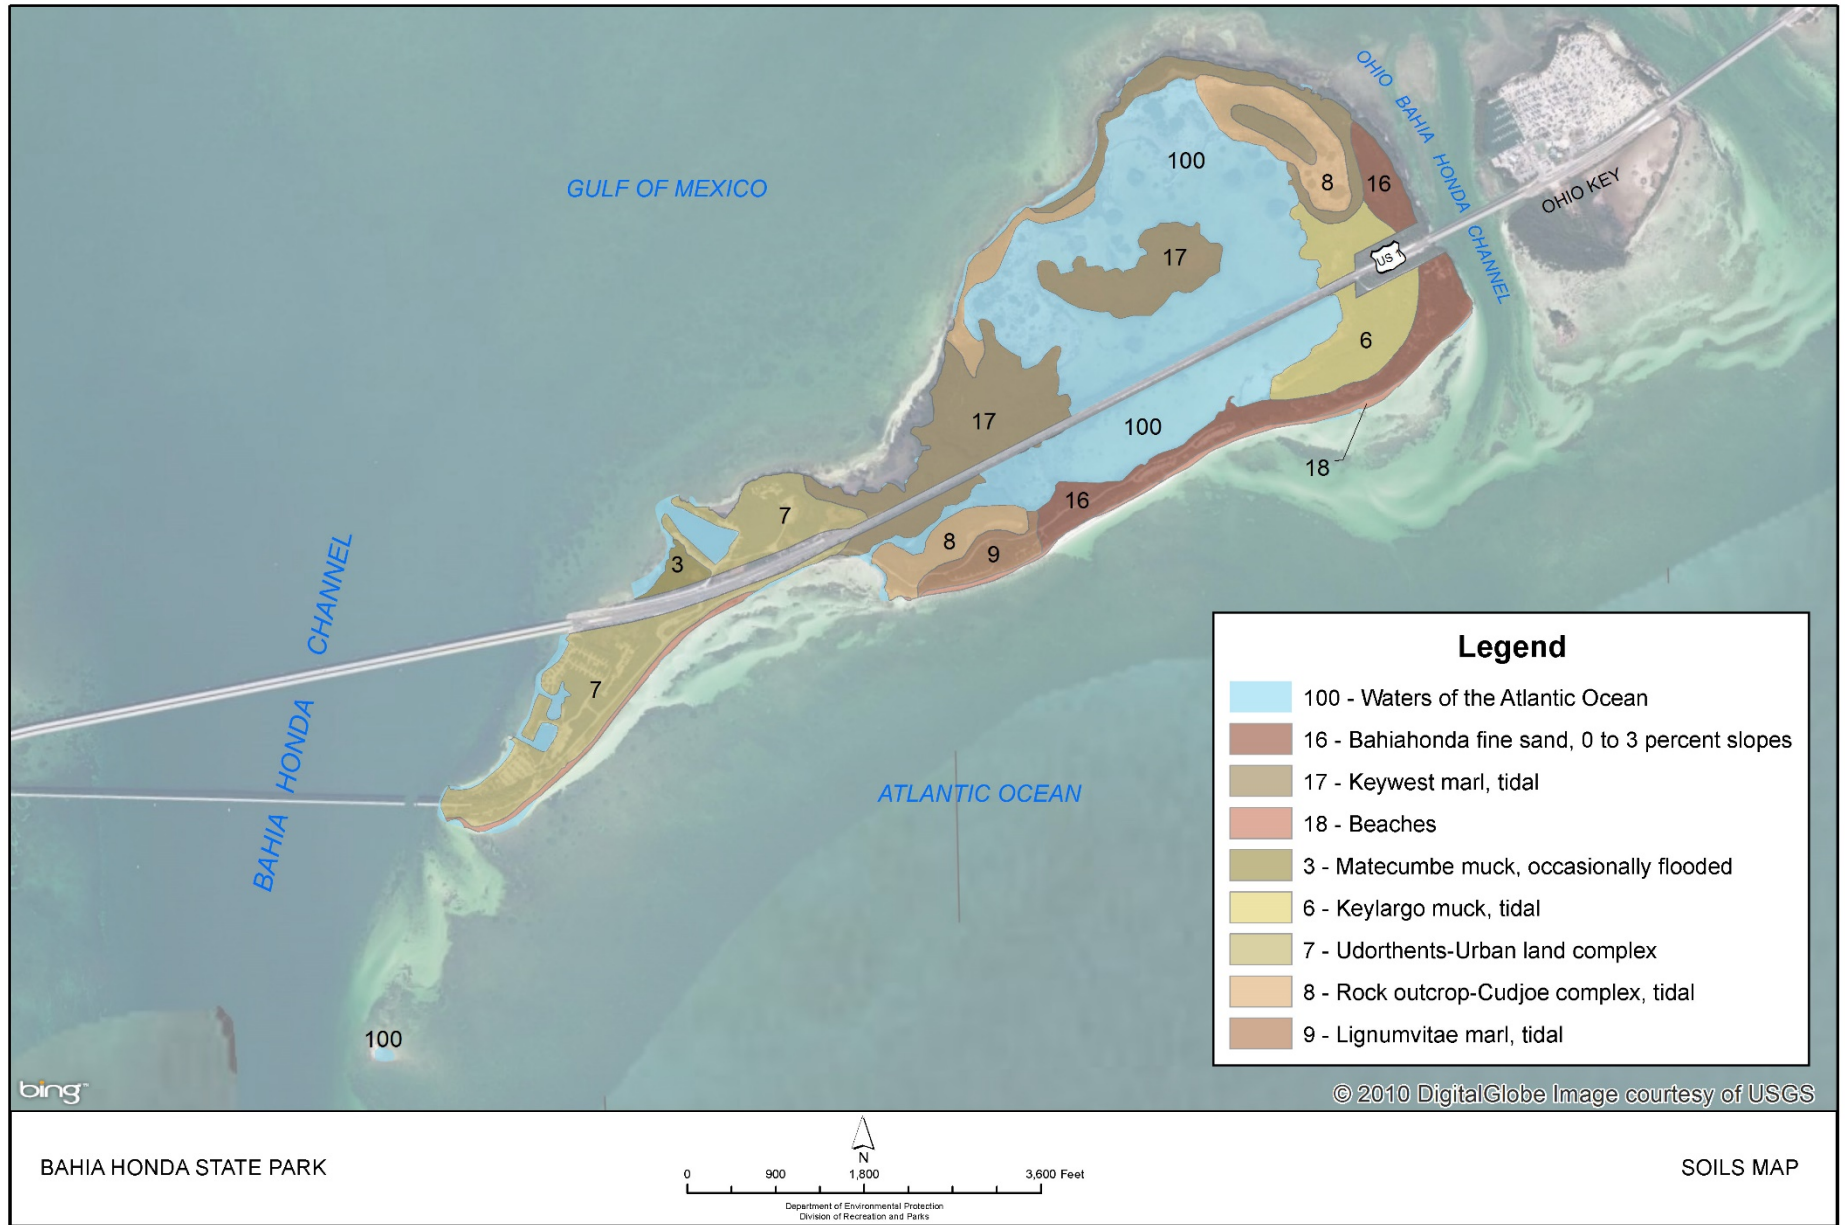 OHIO BAHIA HONDA CHANNEL
GULF OF MEXICO
100
8
16
OHIO KEY
17
US 1
6
17
100
18
16
7
8
9
3
BAHIA HONDA CHANNEL
7
ATLANTIC OCEAN
100
Legend
100 - Waters of the Atlantic Ocean
16 - Bahiahonda fine sand, 0 to 3 percent slopes
17 - Keywest marl, tidal
18 - Beaches
3 - Matecumbe muck, occasionally flooded
6 - Keylargo muck, tidal
7 - Udorthents-Urban land complex
8 - Rock outcrop-Cudjoe complex, tidal
9 - Lignumvitae marl, tidal
bing™
© 2010 DigitalGlobe Image courtesy of USGS
BAHIA HONDA STATE PARK
N
0 900 1,800 3,600 Feet
Department of Environmental Protection
Division of Recreation and Parks
SOILS MAP